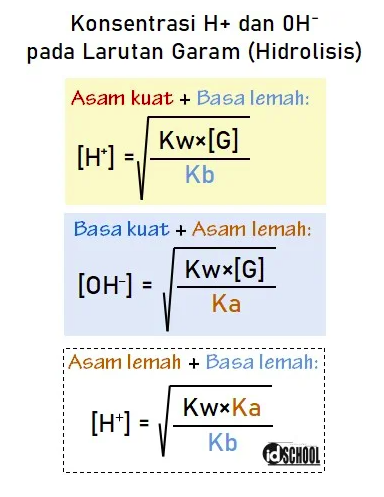 Konsentrasi H+ dan OH⁻
pada Larutan Garam (Hidrolisis)
Asam kuat + Basa lemah:
[H⁺] = √(Kw×[G] / Kb)
Basa kuat + Asam lemah:
[OH⁻] = √(Kw×[G] / Ka)
Asam lemah + Basa lemah:
[H⁺] = √(Kw×Ka / Kb)
idSCHOOL